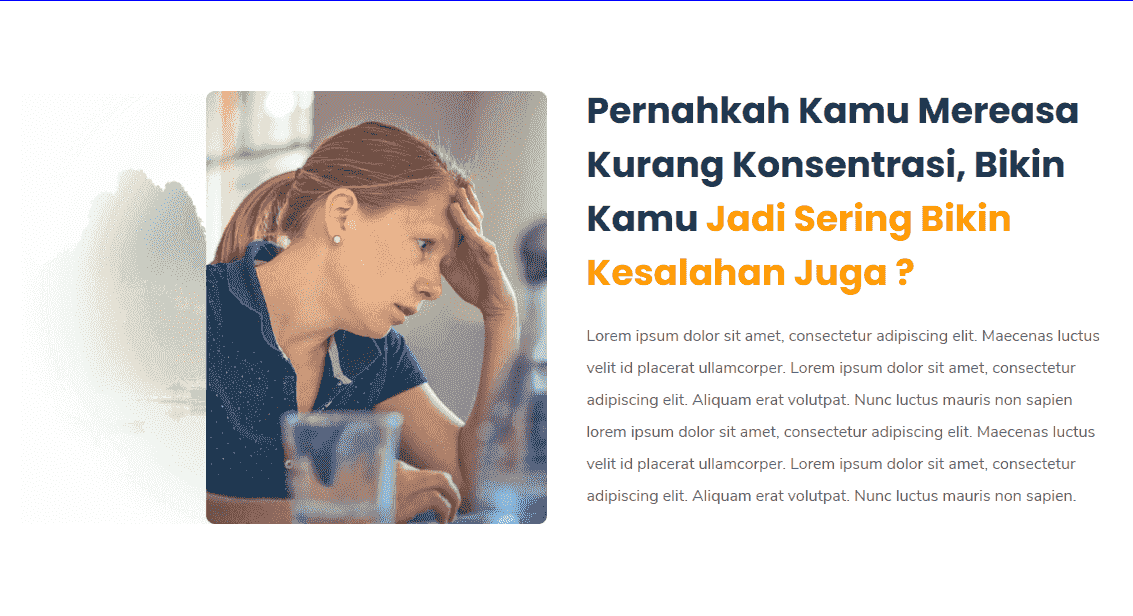 Pernahkah Kamu Mereasa
Kurang Konsentrasi, Bikin
Kamu Jadi Sering Bikin
Kesalahan Juga ?
Lorem ipsum dolor sit amet, consectetur adipiscing elit. Maecenas luctus
velit id placerat ullamcorper. Lorem ipsum dolor sit amet, consectetur
adipiscing elit. Aliquam erat volutpat. Nunc luctus mauris non sapien
lorem ipsum dolor sit amet, consectetur adipiscing elit. Maecenas luctus
velit id placerat ullamcorper. Lorem ipsum dolor sit amet, consectetur
adipiscing elit. Aliquam erat volutpat. Nunc luctus mauris non sapien.